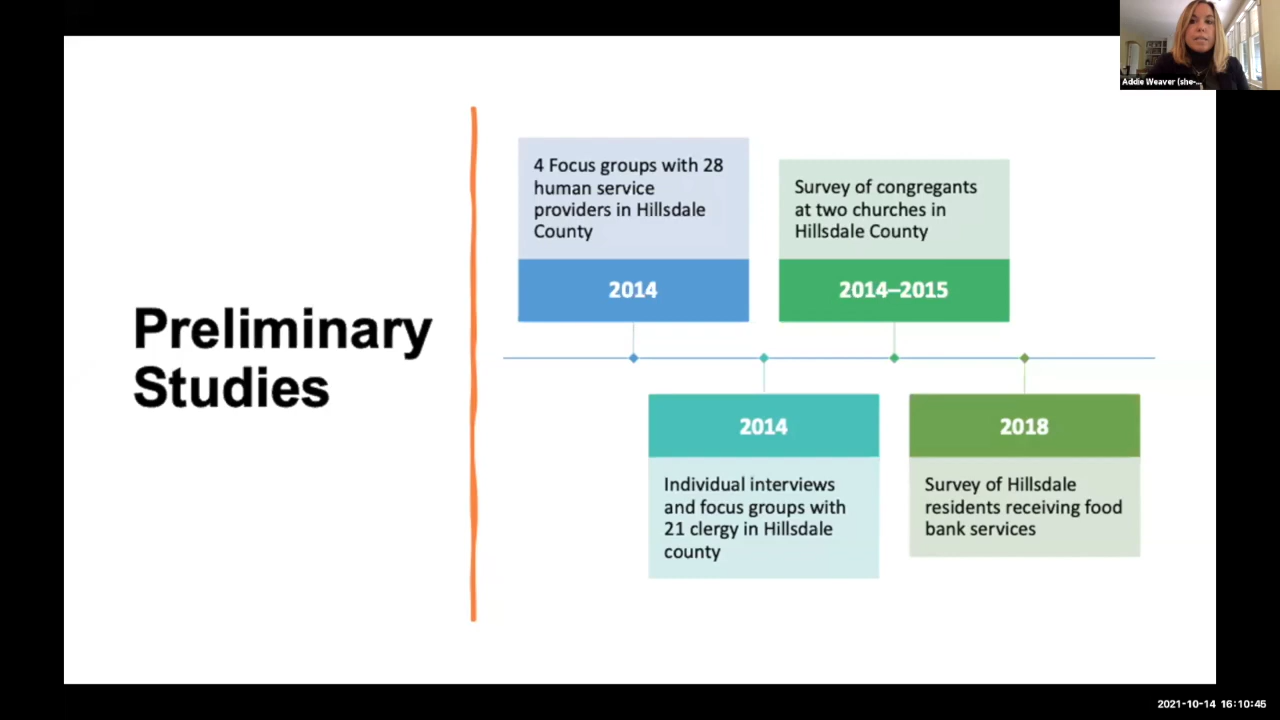 Addie Weaver (she-...
Preliminary
Studies
4 Focus groups with 28
human service
providers in Hillsdale
County
2014
Survey of congregants
at two churches in
Hillsdale County
2014–2015
2014
Individual interviews
and focus groups with
21 clergy in Hillsdale
county
2018
Survey of Hillsdale
residents receiving food
bank services
2021-10-14 16:10:45